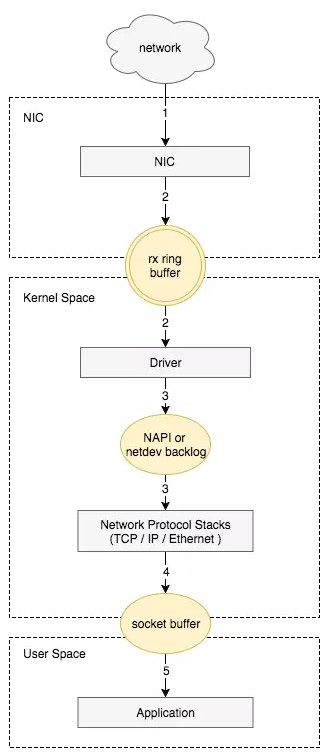 network
1
NIC
NIC
2
rx ring
buffer
Kernel Space
2
Driver
3
NAPI or
netdev backlog
3
Network Protocol Stacks
(TCP / IP / Ethernet )
4
socket buffer
User Space
5
Application